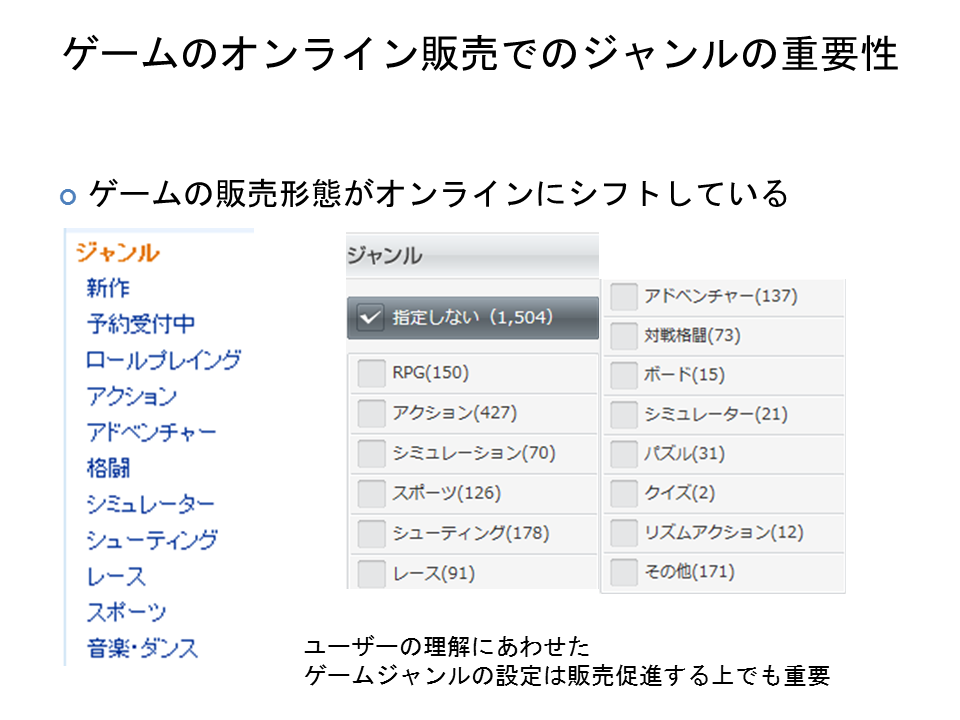 ゲームのオンライン販売でのジャンルの重要性
ゲームの販売形態がオンラインにシフトしている
ジャンル
新作
予約受付中
ロールプレイング
アクション
アドベンチャー
格闘
シミュレーター
シューティング
レース
スポーツ
音楽・ダンス
ジャンル
指定しない（1,504）
RPG(150)
アクション(427)
シミュレーション(70)
スポーツ(126)
シューティング(178)
レース(91)
アドベンチャー(137)
対戦格闘(73)
ボード(15)
シミュレーター(21)
パズル(31)
クイズ(2)
リズムアクション(12)
その他(171)
ユーザーの理解にあわせた
ゲームジャンルの設定は販売促進する上でも重要